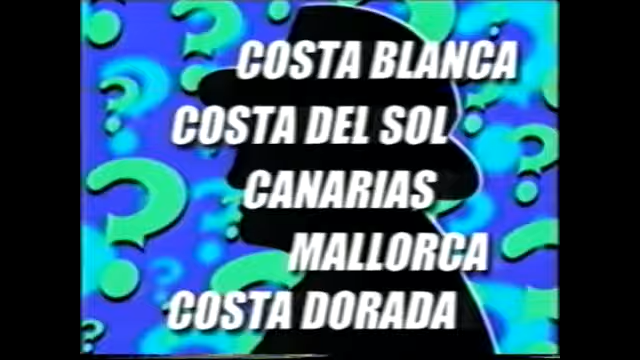 COSTA BLANCA
COSTA DEL SOL
CANARIAS
MALLORCA
COSTA DORADA